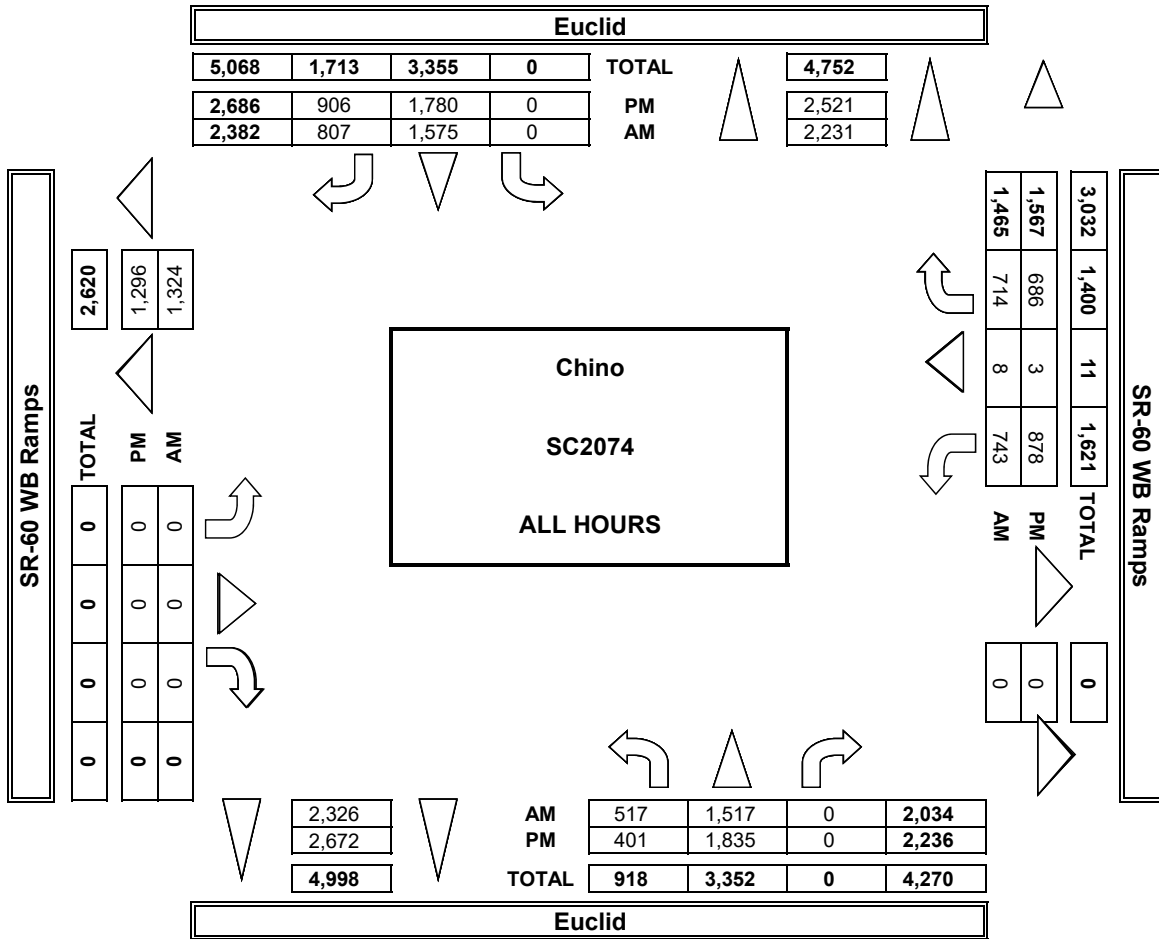 Euclid
5,068 1,713 3,355 0 TOTAL 4,752
2,686 906 1,780 0 PM 2,521
2,382 807 1,575 0 AM 2,231
SR-60 WB Ramps
2,620
1,296
1,324
TOTAL 0 0 0 0
PM 0 0 0 0
AM 0 0 0 0
Chino
SC2074
ALL HOURS
3,032 1,400 11 1,621 TOTAL 0
1,567 686 3 878 PM 0
1,465 714 8 743 AM 0
SR-60 WB Ramps
2,326 AM 517 1,517 0 2,034
2,672 PM 401 1,835 0 2,236
4,998 TOTAL 918 3,352 0 4,270
Euclid